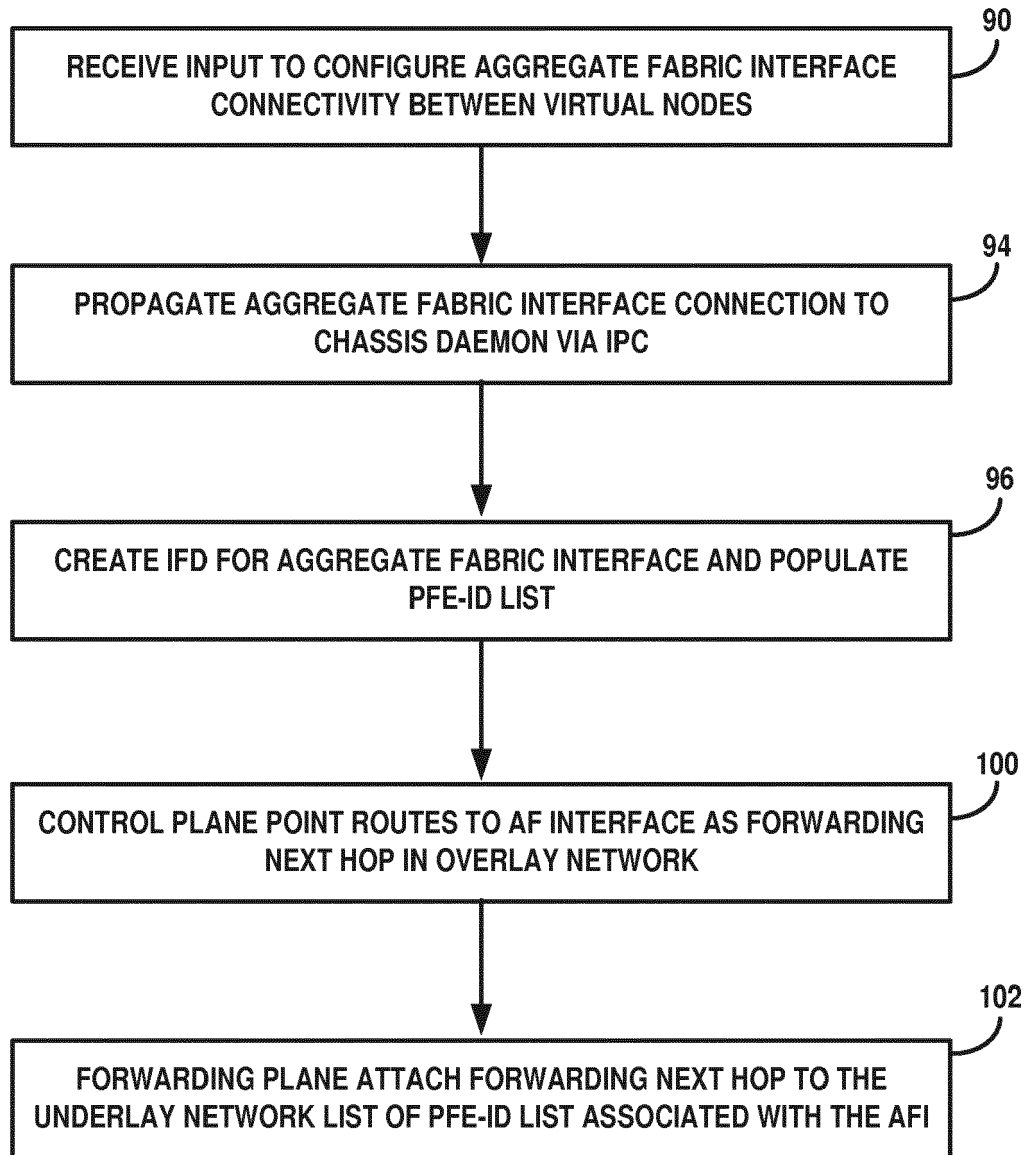 90
RECEIVE INPUT TO CONFIGURE AGGREGATE FABRIC INTERFACE
CONNECTIVITY BETWEEN VIRTUAL NODES
94
PROPAGATE AGGREGATE FABRIC INTERFACE CONNECTION TO
CHASSIS DAEMON VIA IPC
96
CREATE IFD FOR AGGREGATE FABRIC INTERFACE AND POPULATE
PFE-ID LIST
100
CONTROL PLANE POINT ROUTES TO AF INTERFACE AS FORWARDING
NEXT HOP IN OVERLAY NETWORK
102
FORWARDING PLANE ATTACH FORWARDING NEXT HOP TO THE
UNDERLAY NETWORK LIST OF PFE-ID LIST ASSOCIATED WITH THE AFI